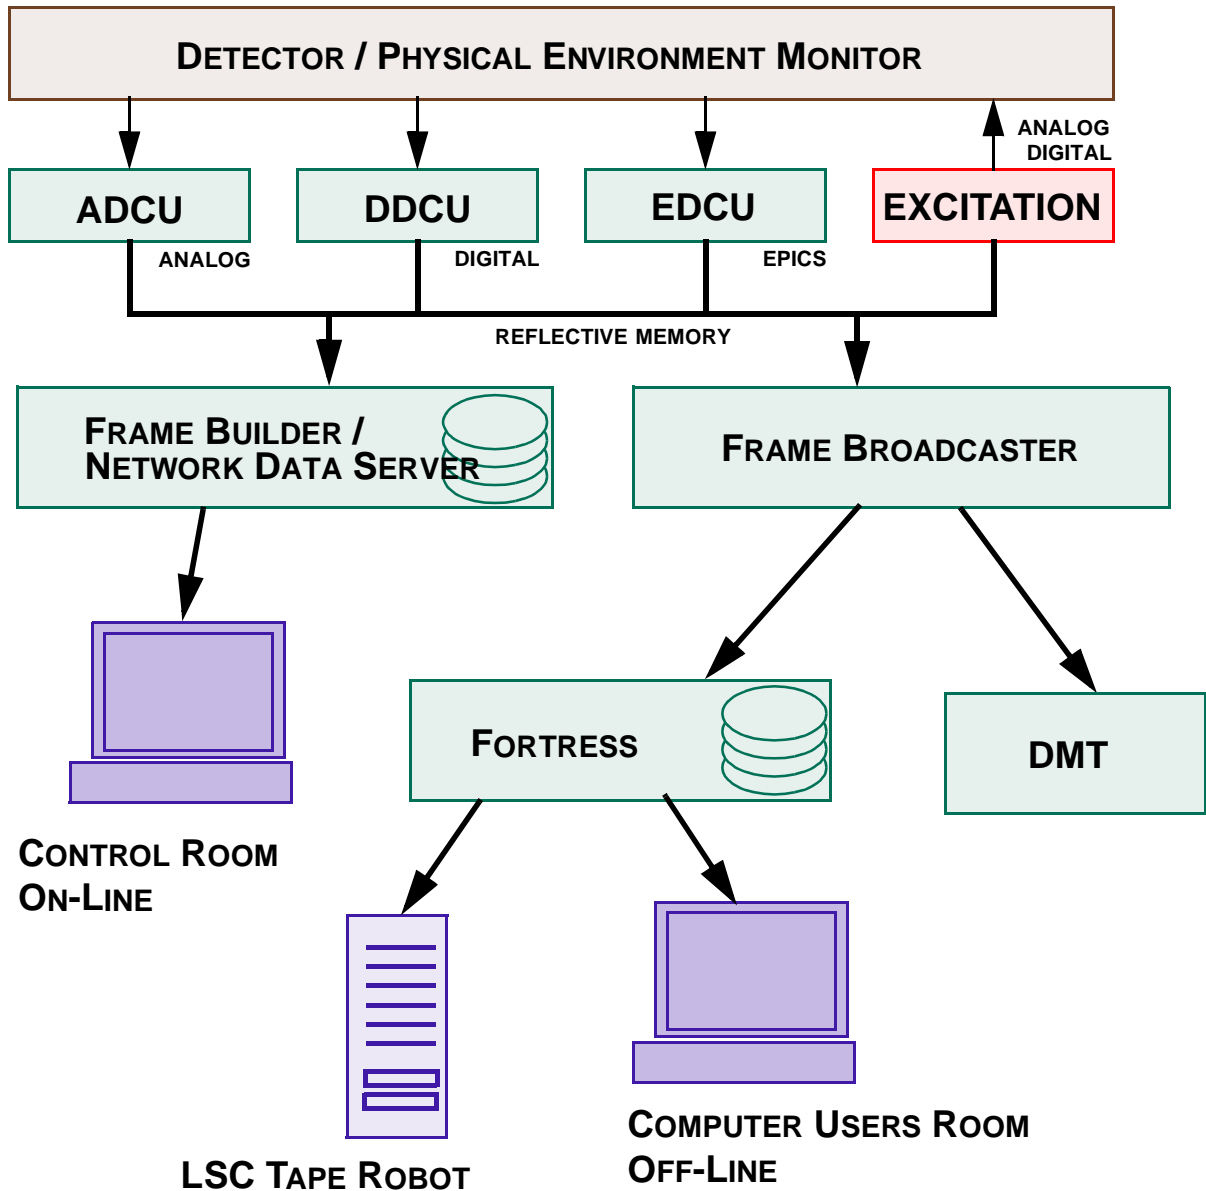 DETECTOR / PHYSICAL ENVIRONMENT MONITOR
ANALOG
DIGITAL
ADCU
DDCU
EDCU
EXCITATION
ANALOG
DIGITAL
EPICS
REFLECTIVE MEMORY
FRAME BUILDER /
NETWORK DATA SERVER
FRAME BROADCASTER
FORTRESS
DMT
CONTROL ROOM
ON-LINE
LSC TAPE ROBOT
COMPUTER USERS ROOM
OFF-LINE